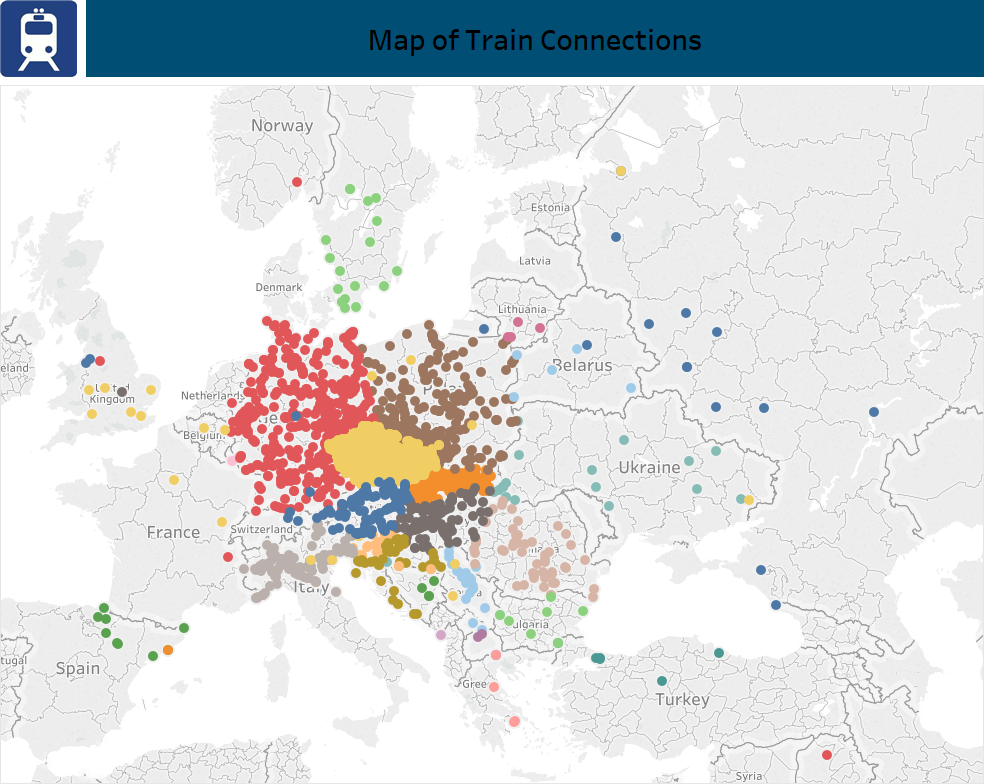 Map of Train Connections
Norway
Estonia
Latvia
Denmark
Lithuania
eland
United
Kingdom
Belarus
Netherlands
Belgium
Ukraine
France
Switzerland
Italy
ulgaria
Spain
tugal
Gree
Turkey
Syria